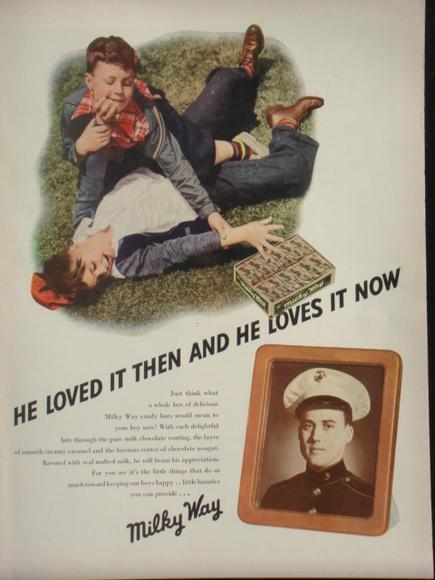 Milky Way
HE LOVED IT THEN AND HE LOVES IT NOW
Just think what
a whole box of delicious
Milky Way candy bars would mean to
your boy now! With each delightful
bite through the pure milk chocolate coating, the layer
of smooth creamy caramel and the luscious center of chocolate nougat,
flavored with real malted milk, he will beam his appreciation.
For you see it's the little things that do so
much toward keeping our boys happy . . little luxuries
you can provide . . .
Milky Way